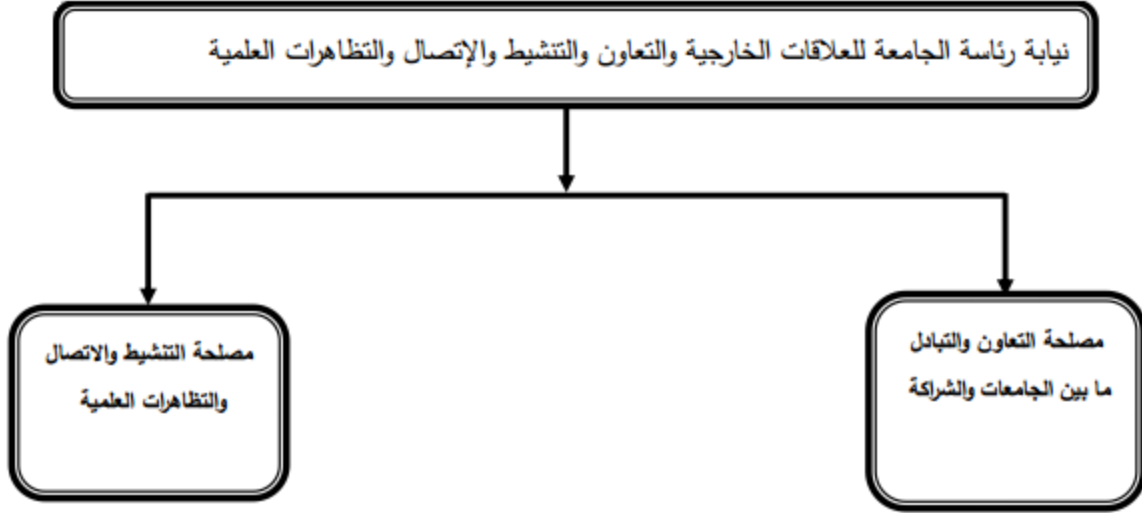 نيابة رئاسة الجامعة للعلاقات الخارجية والتعاون والتنشيط والإتصال والتظاهرات العلمية
مصلحة التعاون والتبادل
ما بين الجامعات والشراكة
مصلحة التنشيط والاتصال
والتظاهرات العلمية